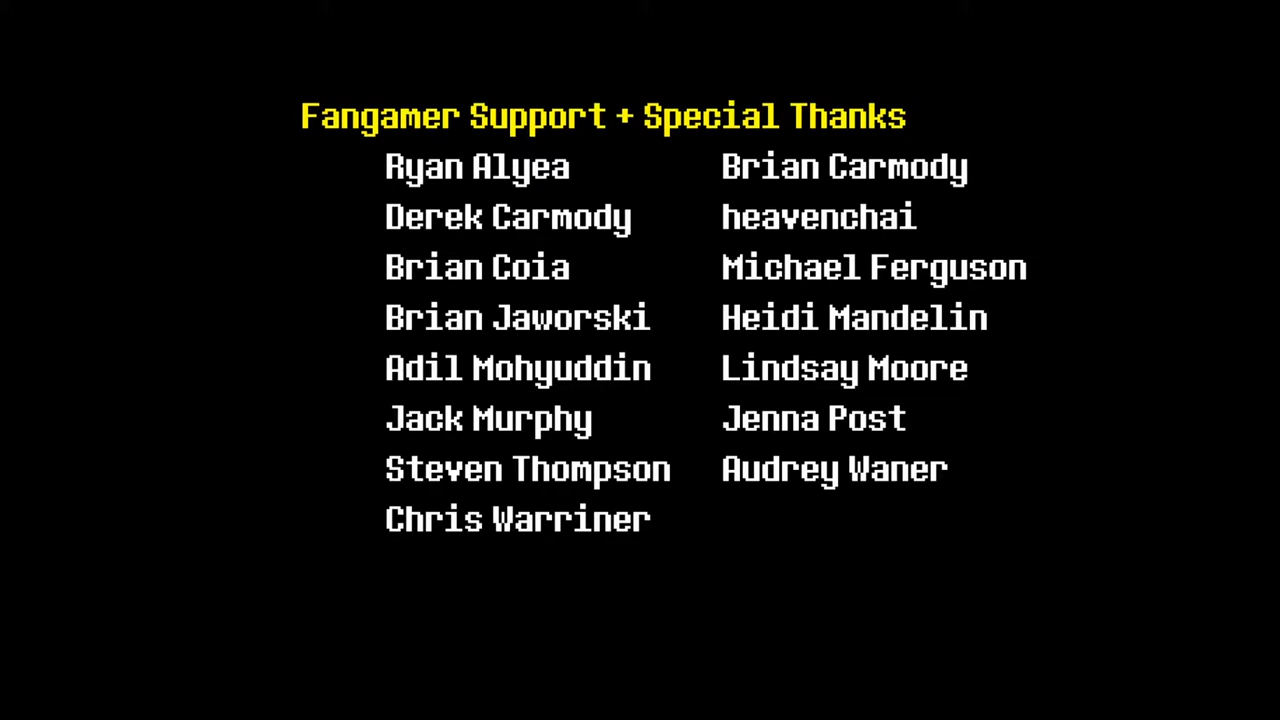 Fangamer Support + Special Thanks
Ryan Alyea Brian Carmody
Derek Carmody heavenchai
Brian Coia Michael Ferguson
Brian Jaworski Heidi Mandelin
Adil Mohyuddin Lindsay Moore
Jack Murphy Jenna Post
Steven Thompson Audrey Waner
Chris Warriner